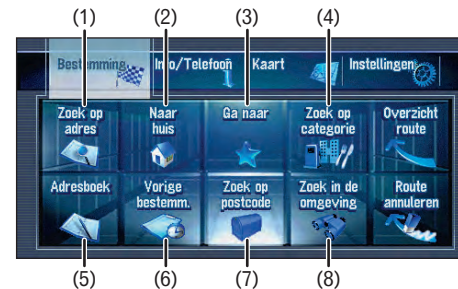 (1) (2) (3) (4)
Bestemming Info/Telefoon Kaart Instellingen
Zoek op adres
Naar huis
Ga naar
Zoek op categorie
Overzicht route
Adresboek
Vorige bestemm.
Zoek op postcode
Zoek in de omgeving
Route annuleren
(5) (6) (7) (8)